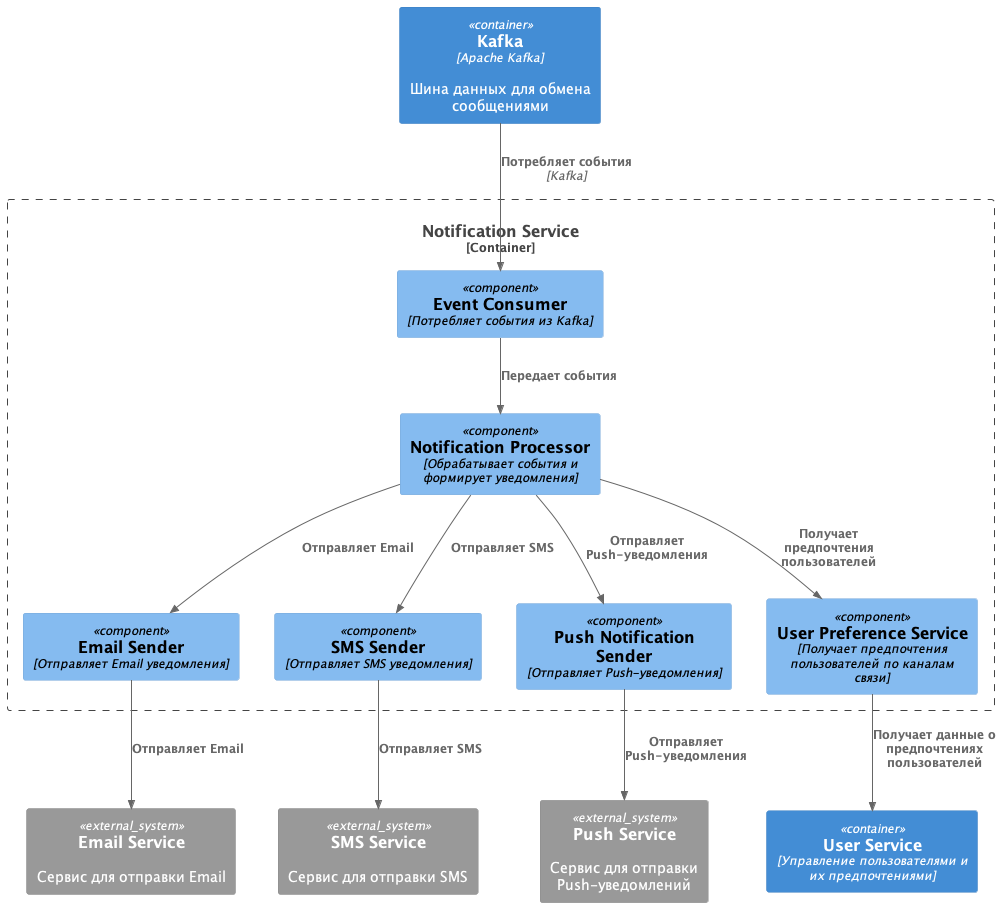 «container»
Kafka
[Apache Kafka]
Шина данных для обмена
сообщениями
Потребляет события
[Kafka]
Notification Service
[Container]
«component»
Event Consumer
[Потребляет события из Kafka]
Передает события
«component»
Notification Processor
[Обрабатывает события и
формирует уведомления]
Отправляет Email
Отправляет SMS
Отправляет
Push-уведомления
Получает
предпочтения
пользователей
«component»
Email Sender
[Отправляет Email уведомления]
«component»
SMS Sender
[Отправляет SMS уведомления]
«component»
Push Notification
Sender
[Отправляет Push-уведомления]
«component»
User Preference Service
[Получает предпочтения
пользователей по каналам
связи]
Отправляет Email
Отправляет SMS
Отправляет
Push-уведомления
Получает данные о
предпочтениях
пользователей
«external_system»
Email Service
Сервис для отправки Email
«external_system»
SMS Service
Сервис для отправки SMS
«external_system»
Push Service
Сервис для отправки
Push-уведомлений
«container»
User Service
[Управление пользователями и
их предпочтениями]